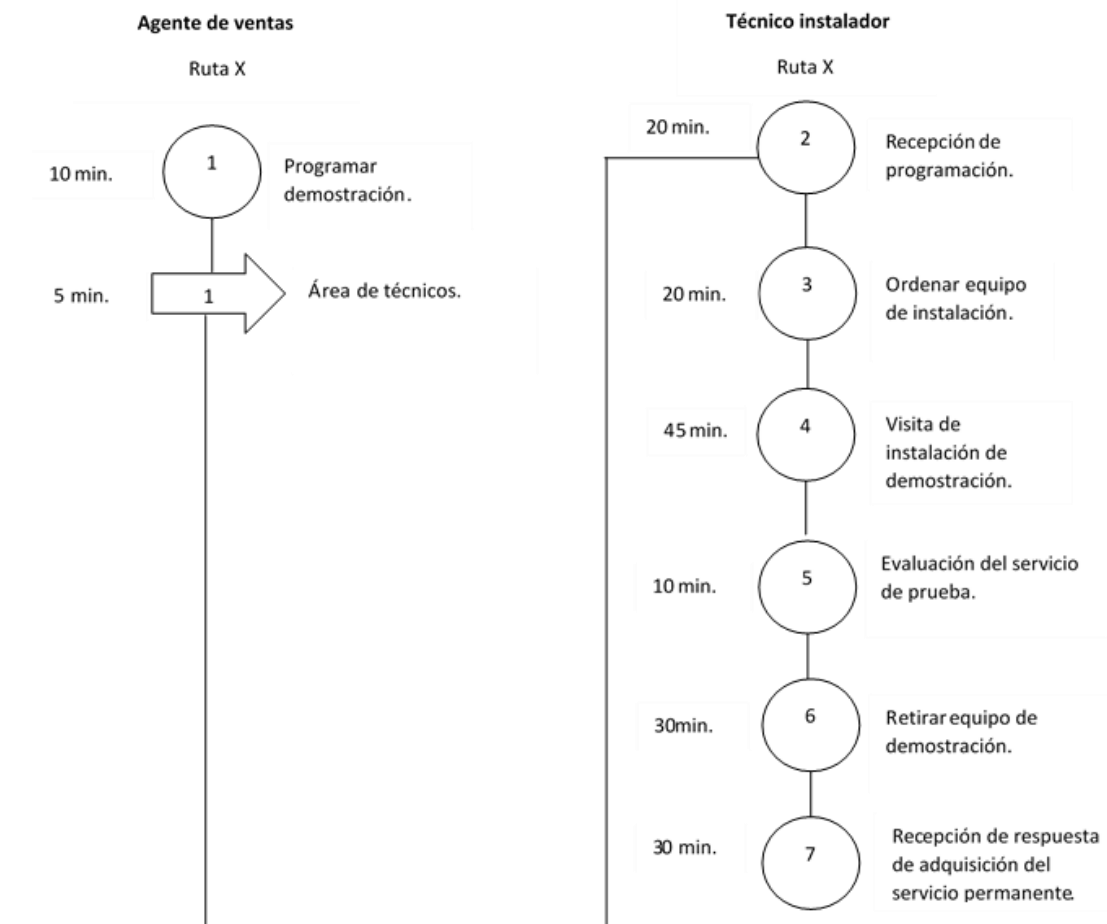 Agente de ventas
Ruta X
10 min.
1
Programar
demostración.
5 min.
1
Área de técnicos.
Técnico instalador
Ruta X
20 min.
2
Recepción de
programación.
20 min.
3
Ordenar equipo
de instalación.
45 min.
4
Visita de
instalación de
demostración.
10 min.
5
Evaluación del servicio
de prueba.
30min.
6
Retirar equipo de
demostración.
30 min.
7
Recepción de respuesta
de adquisición del
servicio permanente.